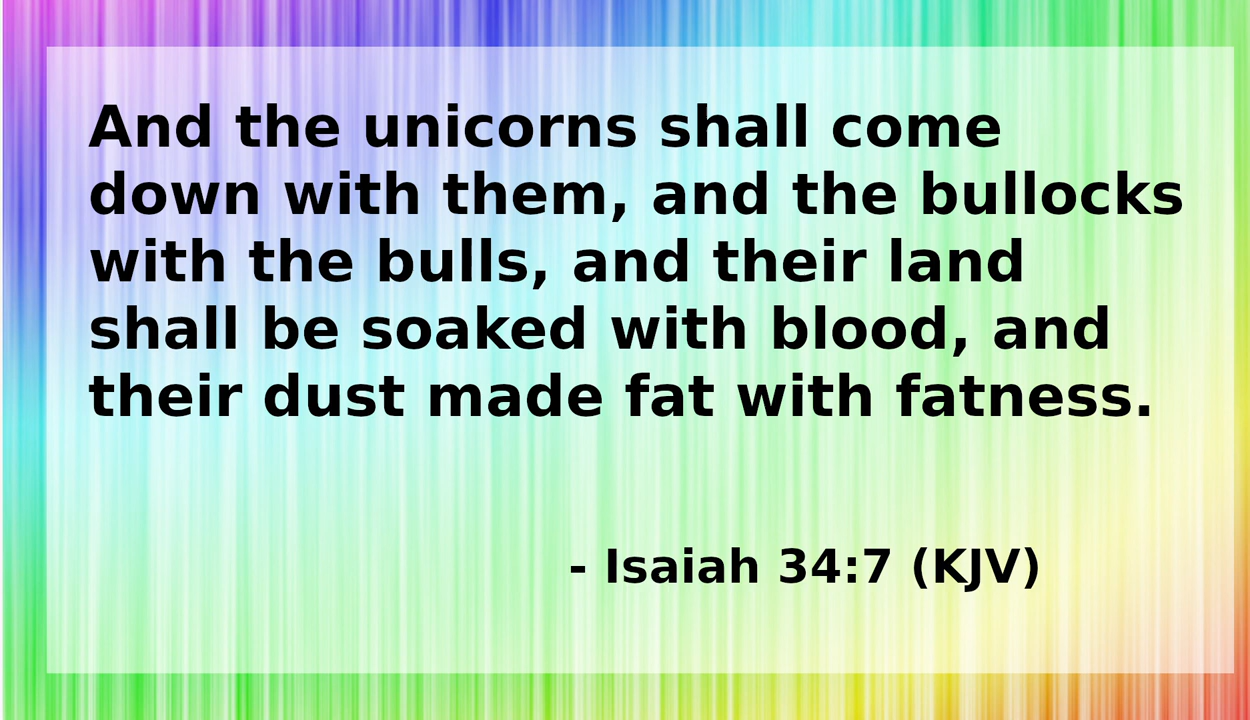 And the unicorns shall come
down with them, and the bullocks
with the bulls, and their land
shall be soaked with blood, and
their dust made fat with fatness.
- Isaiah 34:7 (KJV)